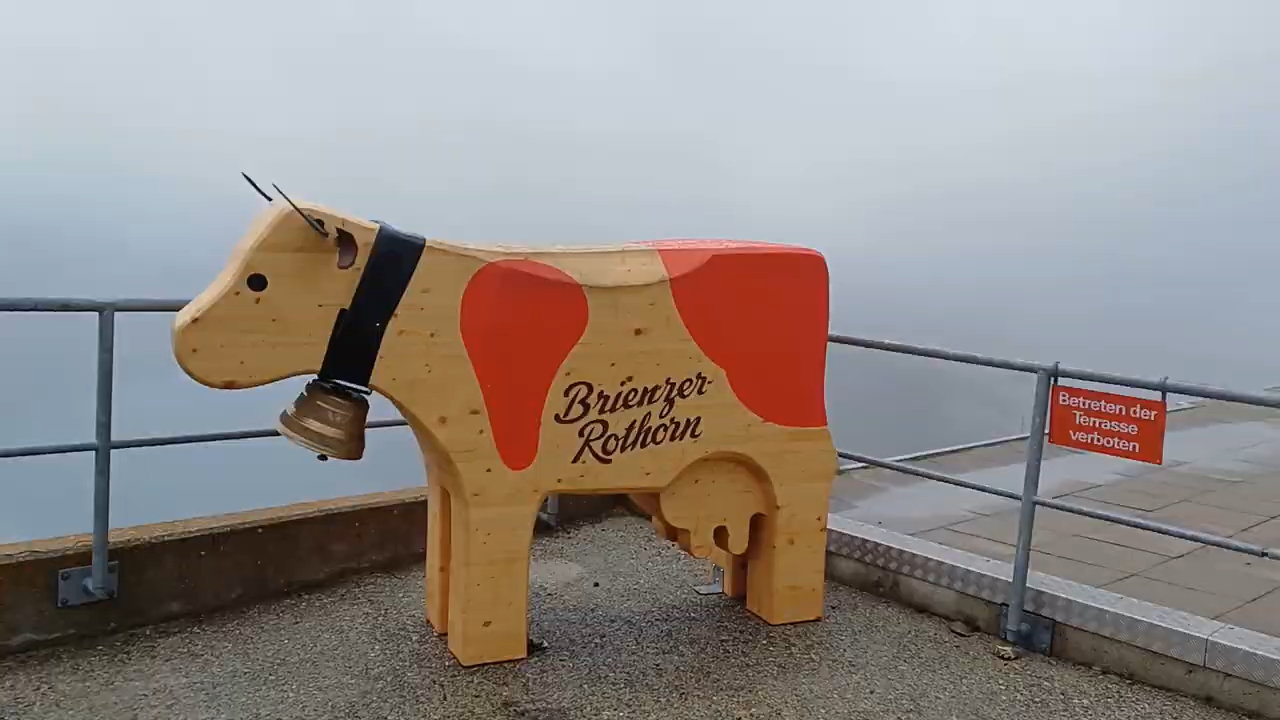 Brienzer-
Rothorn
Betreten der
Terrasse
verboten